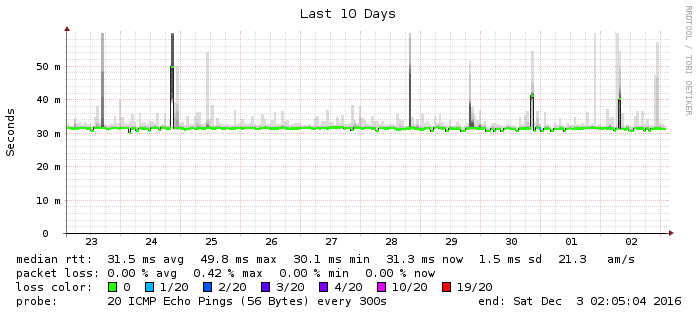 Last 10 Days
RRDTOOL / TOBI OETIKER
Seconds
50 m
40 m
30 m
20 m
10 m
0
23 24 25 26 27 28 29 30 01 02
median rtt: 31.5 ms avg 49.8 ms max 30.1 ms min 31.3 ms now 1.5 ms sd 21.3 am/s
packet loss: 0.00 % avg 0.42 % max 0.00 % min 0.00 % now
loss color: 0 1/20 2/20 3/20 4/20 10/20 19/20
probe: 20 ICMP Echo Pings (56 Bytes) every 300s end: Sat Dec 3 02:05:04 2016